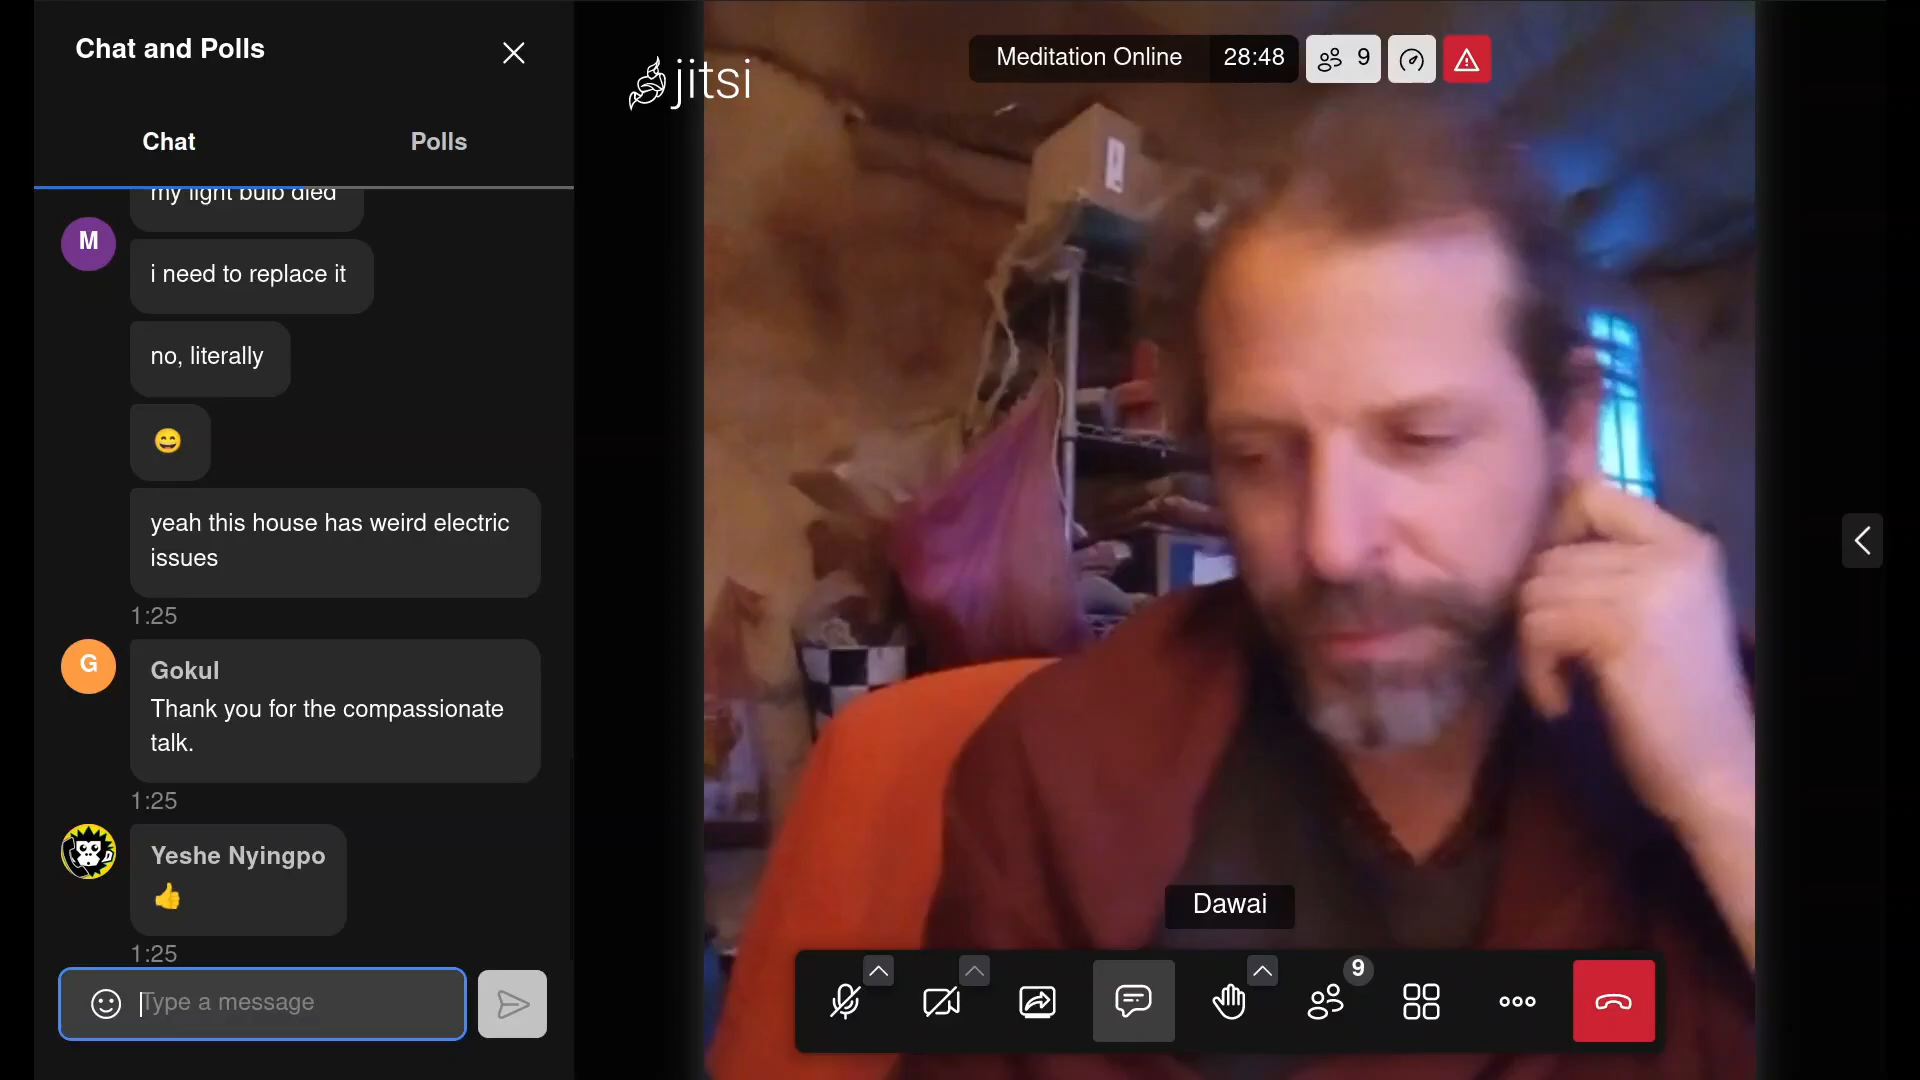 Chat and Polls
Chat
Polls
my light bulb died
M
i need to replace it
no, literally
yeah this house has weird electric
issues
1:25
G
Gokul
Thank you for the compassionate
talk.
1:25
Yeshe Nyingpo
1:25
Type a message
jitsi
Meditation Online
28:48
9
Dawai
9